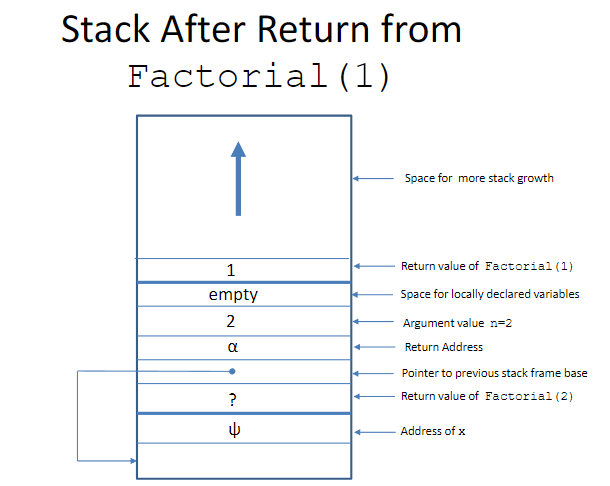 Stack After Return from
Factorial(1)
Space for more stack growth
1
Return value of Factorial(1)
empty
Space for locally declared variables
2
Argument value n=2
α
Return Address
Pointer to previous stack frame base
?
Return value of Factorial(2)
ψ
Address of x